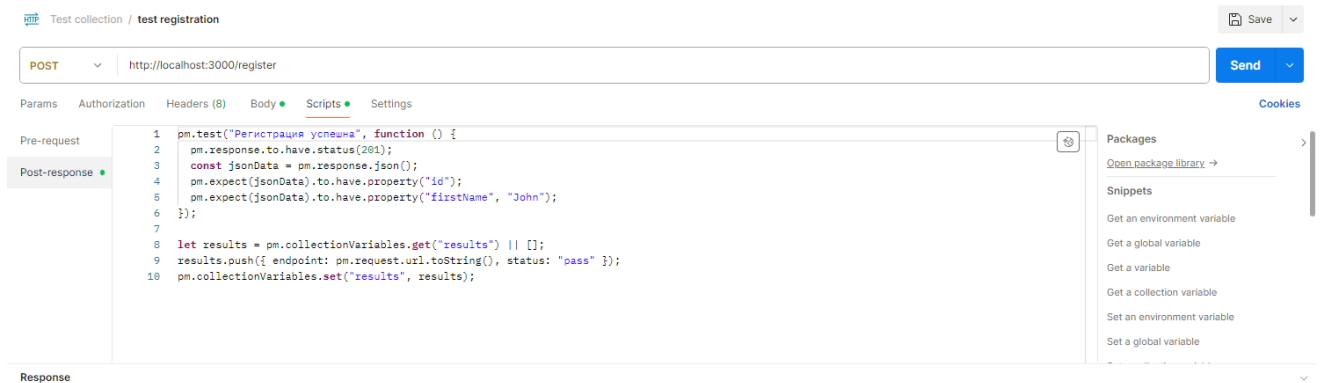 HTTP Test collection / test registration Save
POST http://localhost:3000/register Send
Params Authorization Headers (8) Body Scripts Settings Cookies
Pre-request
Post-response
1 pm.test("Регистрация успешна", function () {
2 pm.response.to.have.status(201);
3 const jsonData = pm.response.json();
4 pm.expect(jsonData).to.have.property("id");
5 pm.expect(jsonData).to.have.property("firstName", "John");
6 });
7
8 let results = pm.collectionVariables.get("results") || [];
9 results.push({ endpoint: pm.request.url.toString(), status: "pass" });
10 pm.collectionVariables.set("results", results);
Packages
Open package library →
Snippets
Get an environment variable
Get a global variable
Get a variable
Get a collection variable
Set an environment variable
Set a global variable
Response